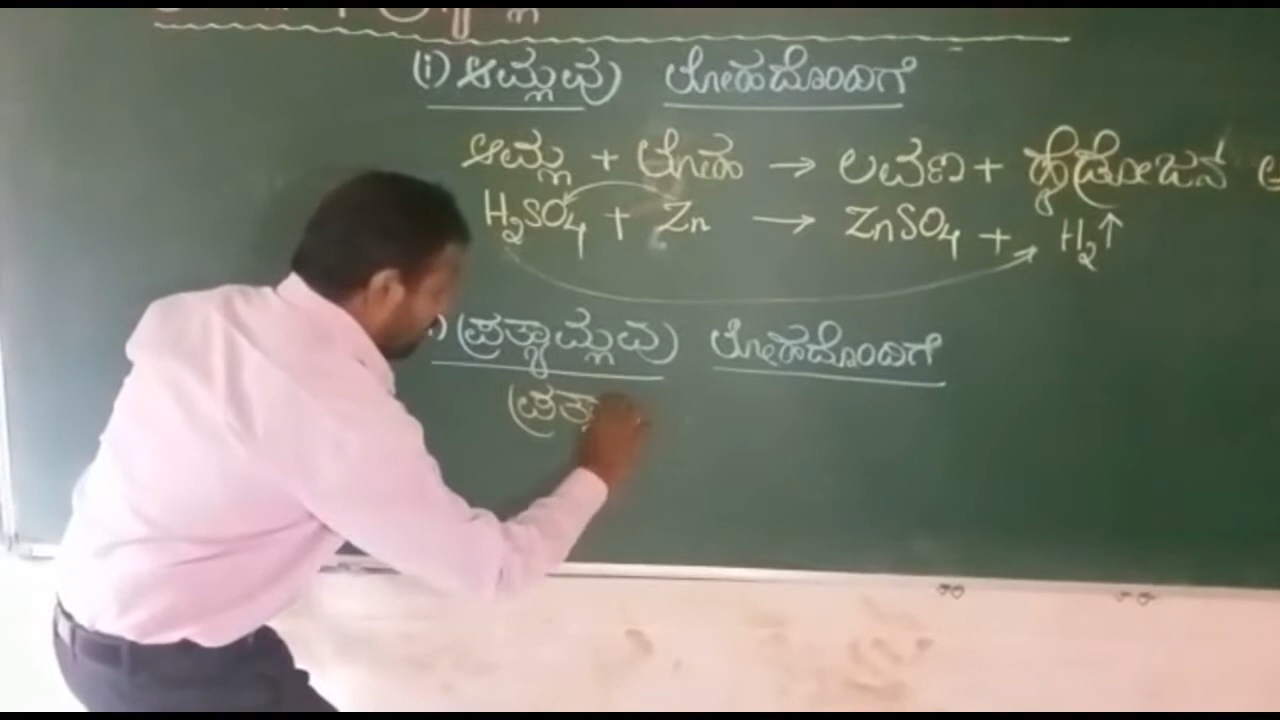 (i) ಆಮ್ಲವು ಲೋಹದೊಂದಿಗೆ
ಆಮ್ಲ + ಲೋಹ → ಲವಣ + ಹೈಡ್ರೋಜನ್
H₂SO₄ + Zn → ZnSO₄ + H₂↑
) ಪ್ರತ್ಯಾಮ್ಲವು ಲೋಹದೊಂದಿಗೆ
ಪ್ರತ್ಯಾ